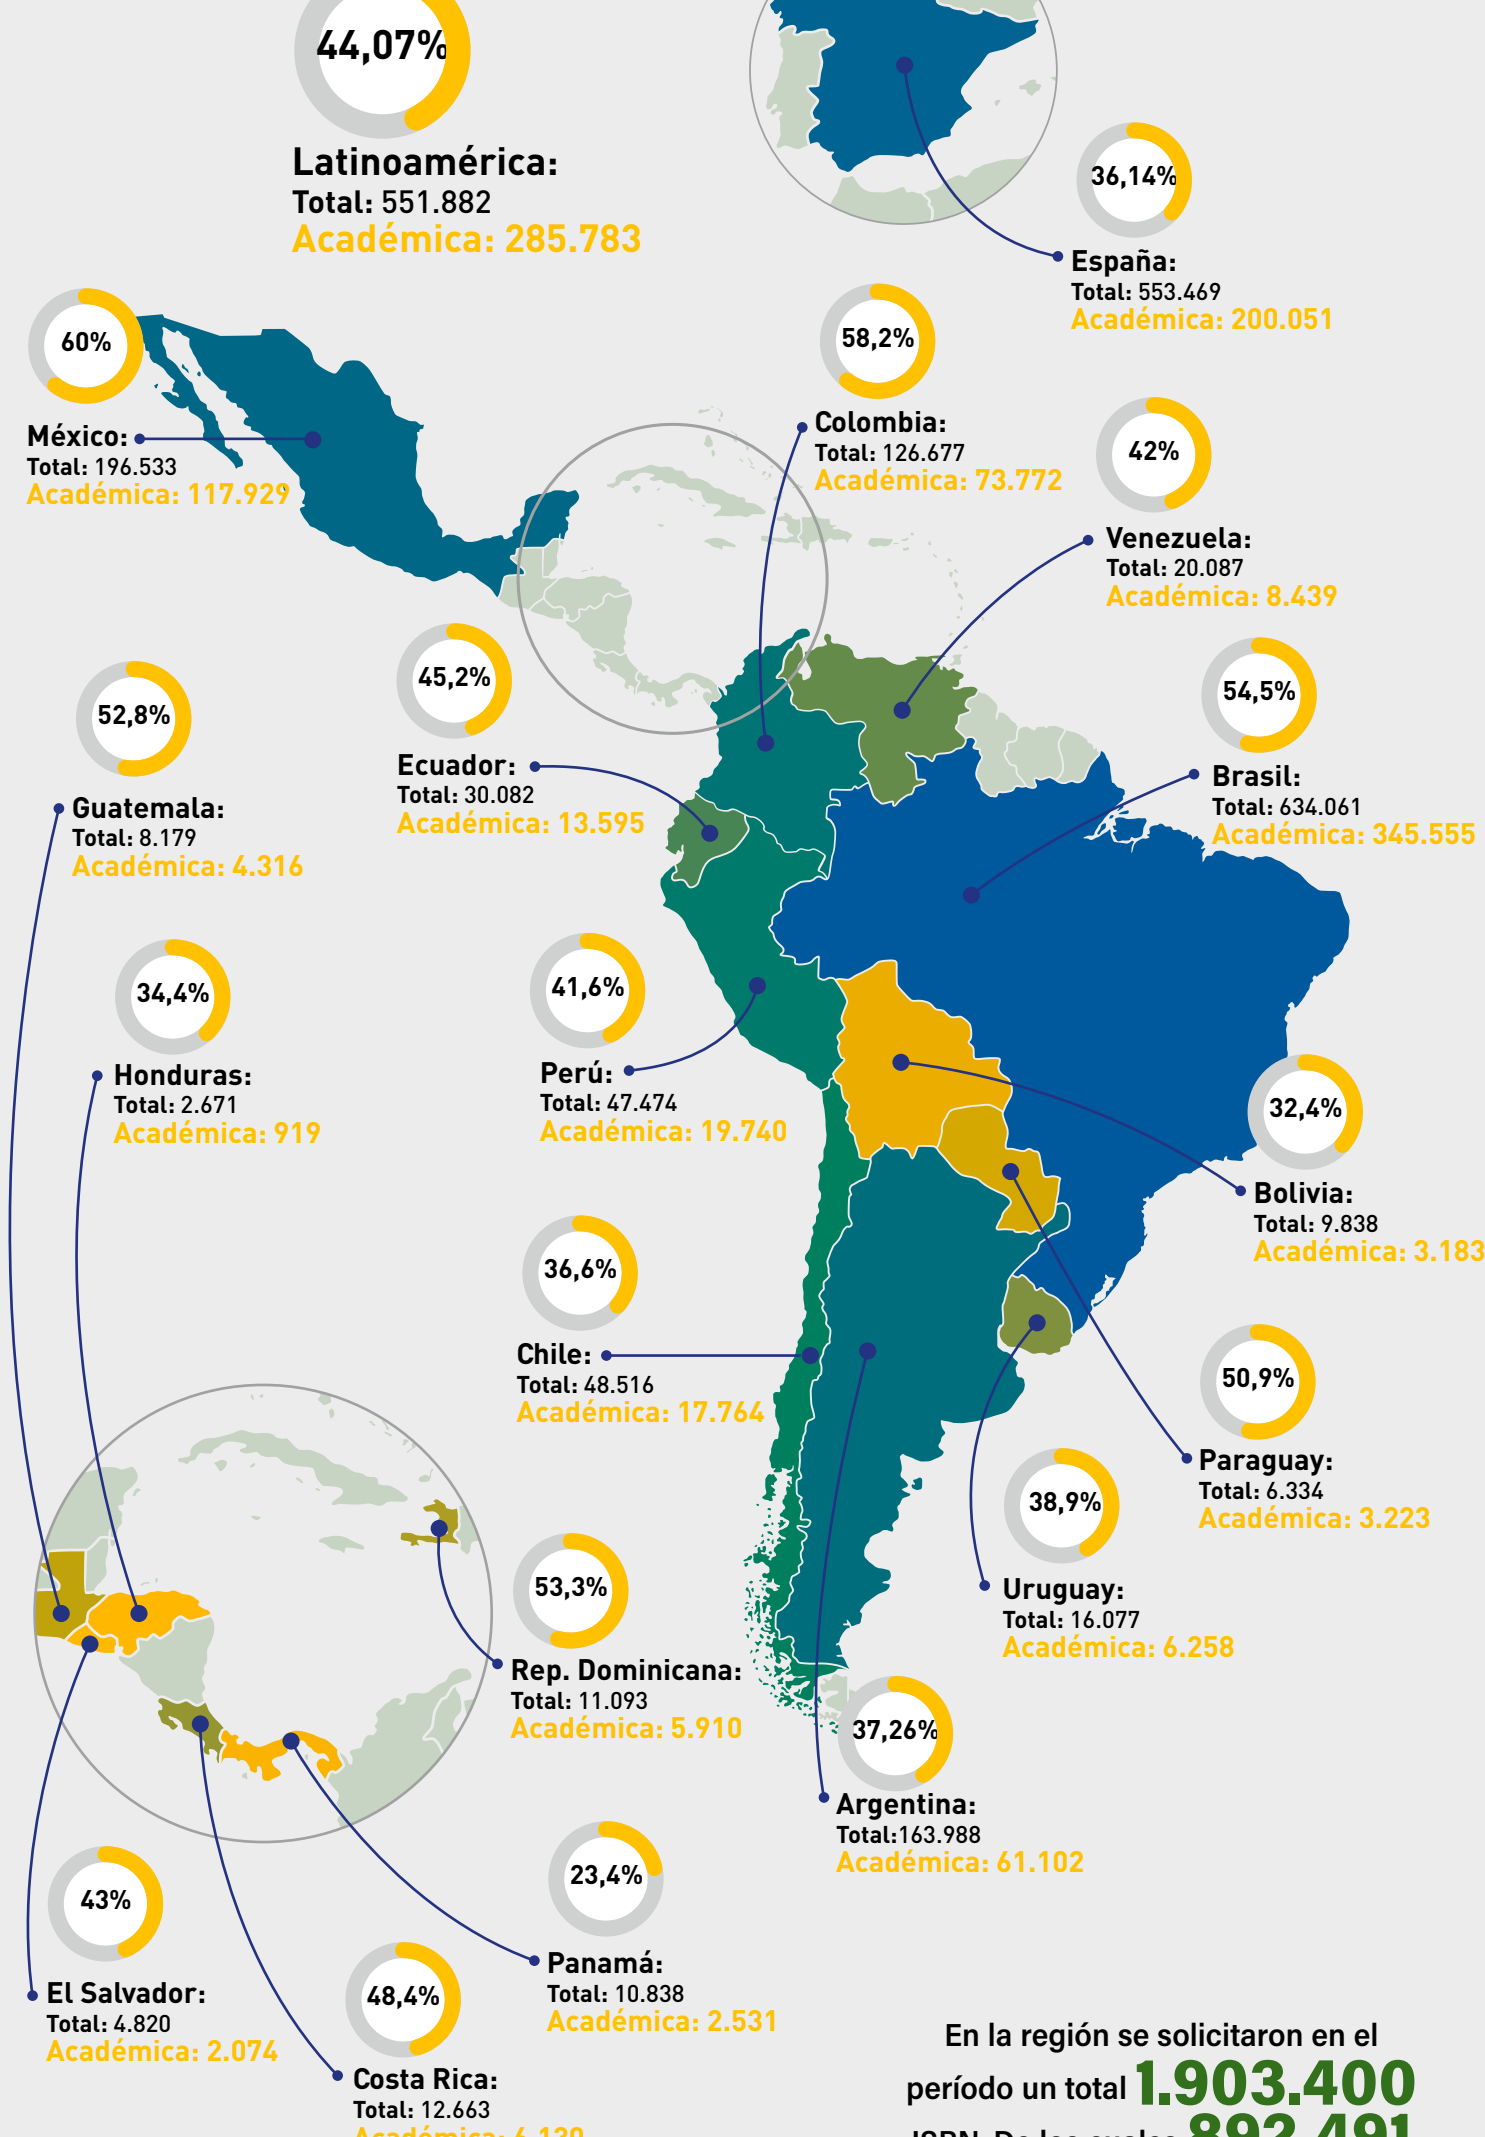 44,07%
Latinoamérica:
Total: 551.882
Académica: 285.783
36,14%
España:
Total: 553.469
Académica: 200.051
60%
México:
Total: 196.533
Académica: 117.929
58,2%
Colombia:
Total: 126.677
Académica: 73.772
42%
Venezuela:
Total: 20.087
Académica: 8.439
52,8%
Guatemala:
Total: 8.179
Académica: 4.316
45,2%
Ecuador:
Total: 30.082
Académica: 13.595
54,5%
Brasil:
Total: 634.061
Académica: 345.555
34,4%
Honduras:
Total: 2.671
Académica: 919
41,6%
Perú:
Total: 47.474
Académica: 19.740
32,4%
Bolivia:
Total: 9.838
Académica: 3.183
36,6%
Chile:
Total: 48.516
Académica: 17.764
50,9%
Paraguay:
Total: 6.334
Académica: 3.223
38,9%
Uruguay:
Total: 16.077
Académica: 6.258
53,3%
Rep. Dominicana:
Total: 11.093
Académica: 5.910
37,26%
Argentina:
Total:163.988
Académica: 61.102
43%
El Salvador:
Total: 4.820
Académica: 2.074
23,4%
Panamá:
Total: 10.838
Académica: 2.531
48,4%
Costa Rica:
Total: 12.663
Académica: 6.130
En la región se solicitaron en el
período un total 1.903.400
ISBN. De los cuales 892.491